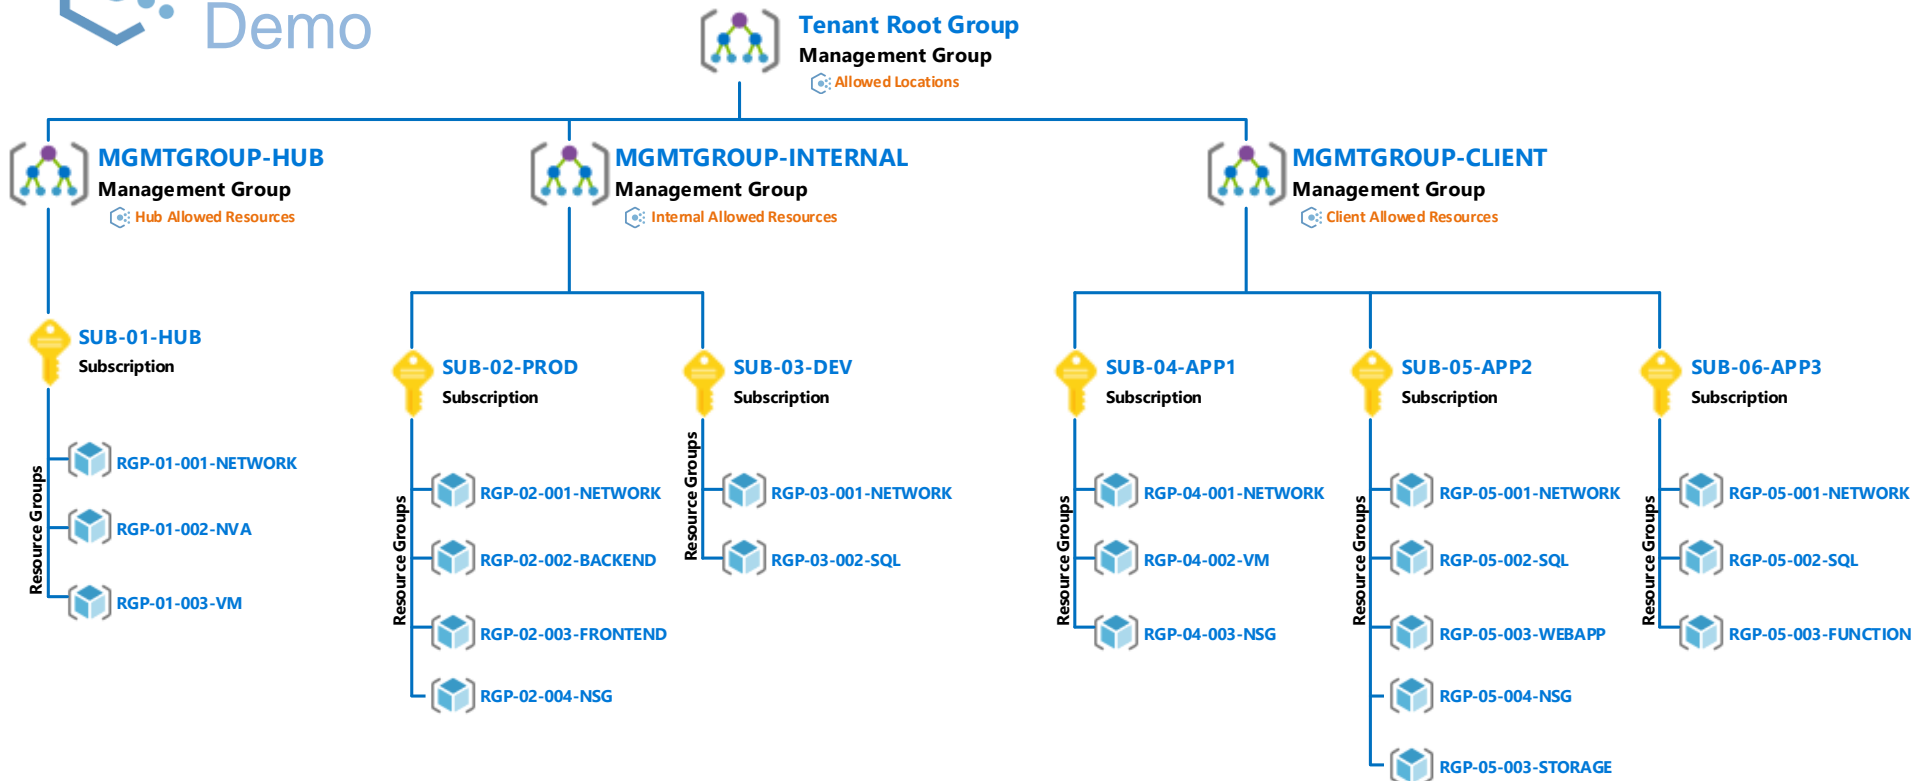 Demo
Tenant Root Group
Management Group
Allowed Locations
MGMTGROUP-HUB
Management Group
Hub Allowed Resources
MGMTGROUP-INTERNAL
Management Group
Internal Allowed Resources
MGMTGROUP-CLIENT
Management Group
Client Allowed Resources
SUB-01-HUB
Subscription
Resource Groups
RGP-01-001-NETWORK
RGP-01-002-NVA
RGP-01-003-VM
SUB-02-PROD
Subscription
Resource Groups
RGP-02-001-NETWORK
RGP-02-002-BACKEND
RGP-02-003-FRONTEND
RGP-02-004-NSG
SUB-03-DEV
Subscription
Resource Groups
RGP-03-001-NETWORK
RGP-03-002-SQL
SUB-04-APP1
Subscription
Resource Groups
RGP-04-001-NETWORK
RGP-04-002-VM
RGP-04-003-NSG
SUB-05-APP2
Subscription
Resource Groups
RGP-05-001-NETWORK
RGP-05-002-SQL
RGP-05-003-WEBAPP
RGP-05-004-NSG
RGP-05-003-STORAGE
SUB-06-APP3
Subscription
Resource Groups
RGP-05-001-NETWORK
RGP-05-002-SQL
RGP-05-003-FUNCTION